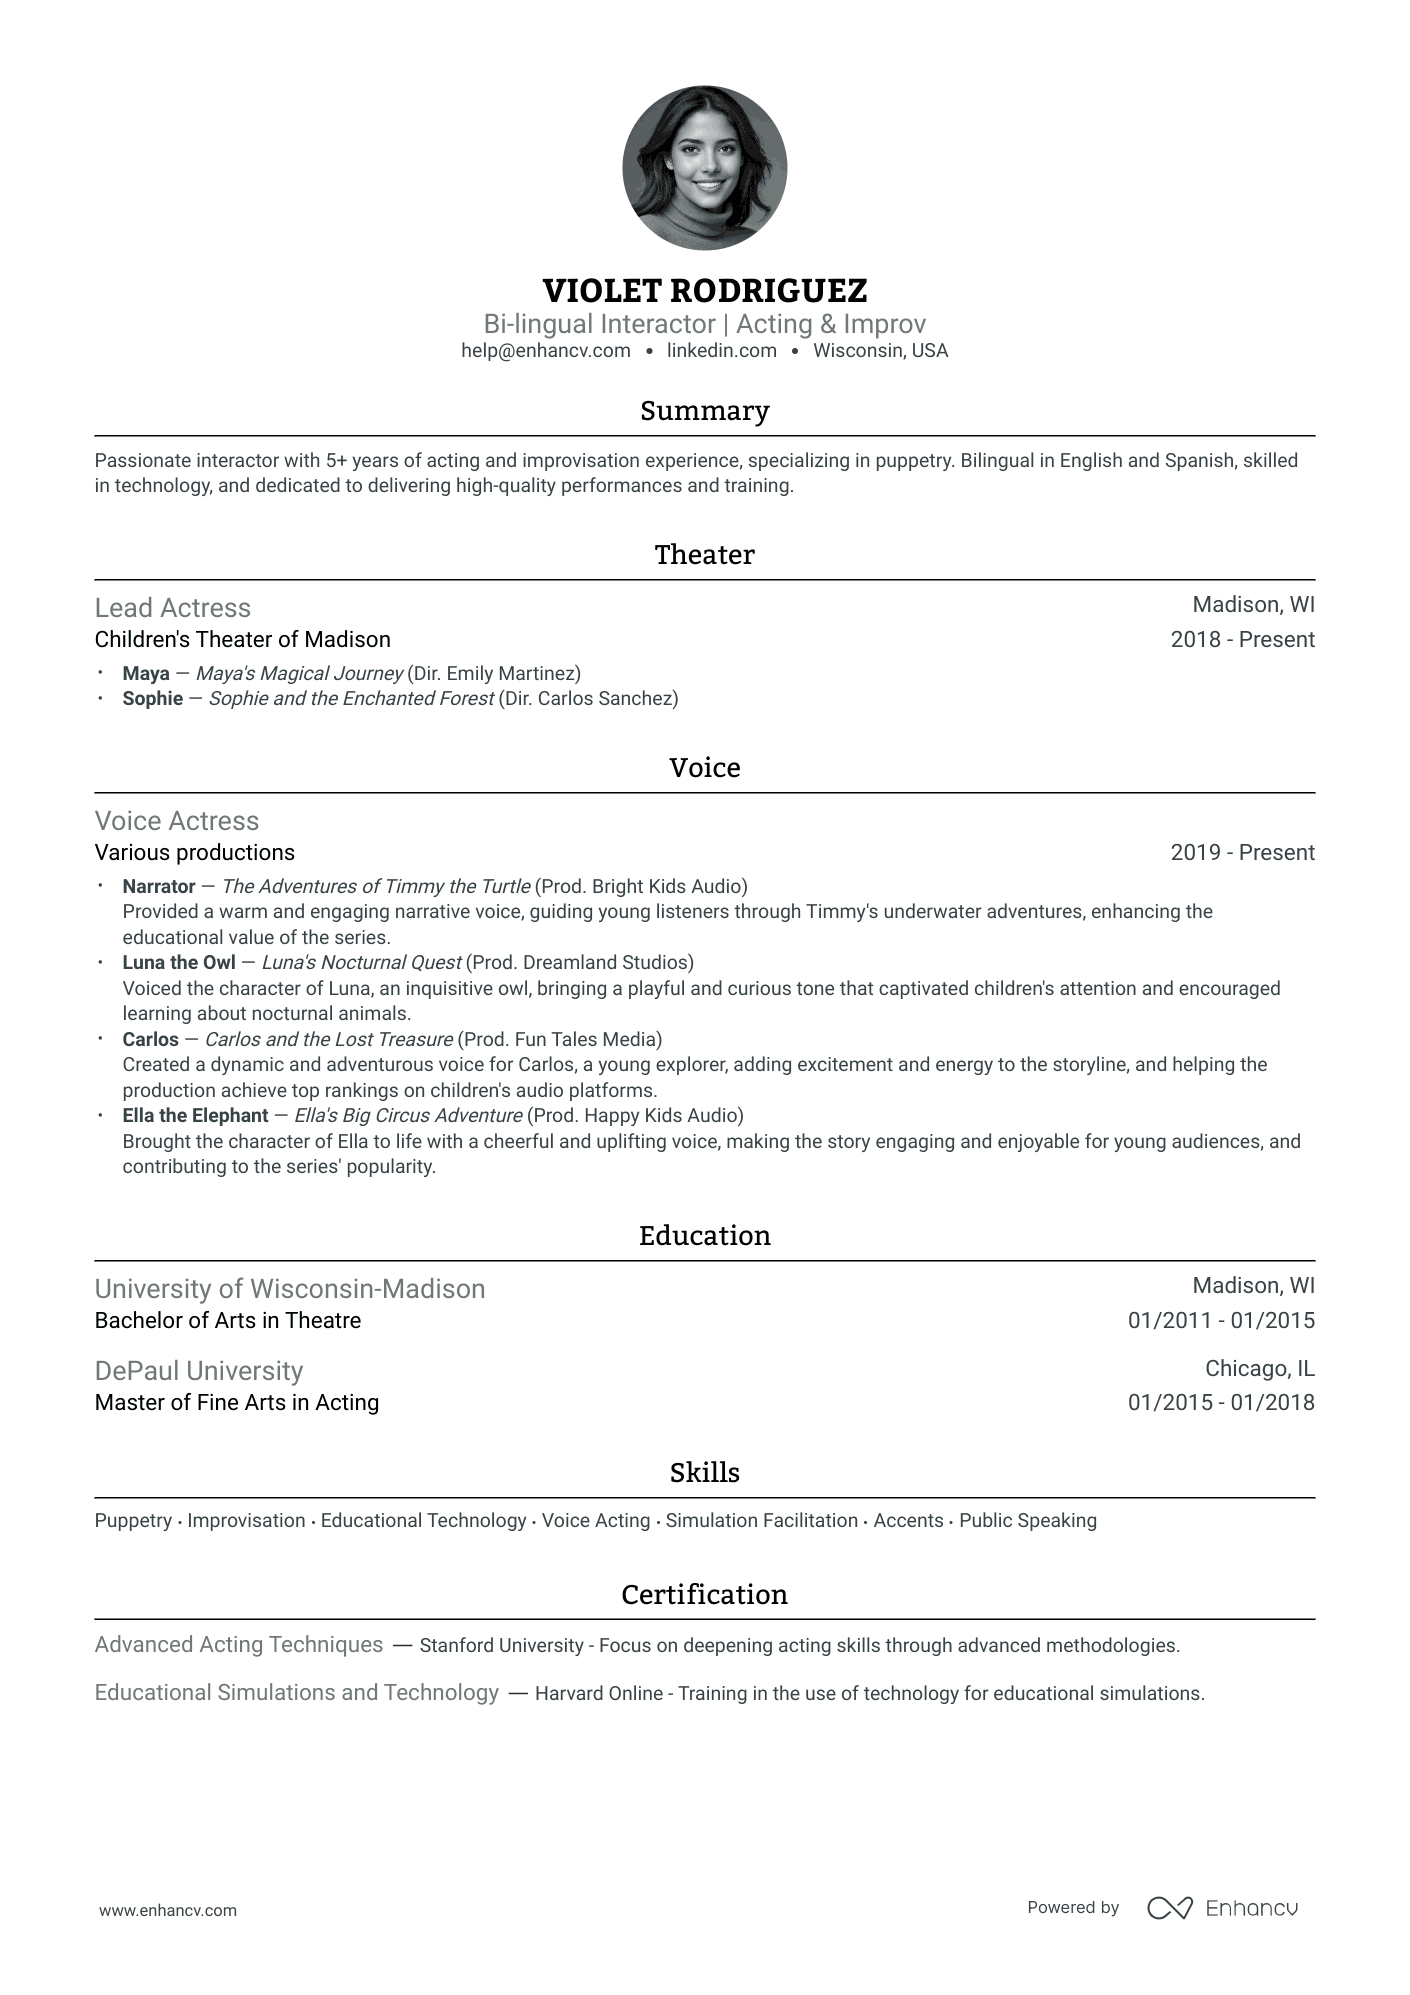 VIOLET RODRIGUEZ
Bi-lingual Interactor | Acting & Improv
help@enhancv.com • linkedin.com • Wisconsin, USA
Summary
Passionate interactor with 5+ years of acting and improvisation experience, specializing in puppetry. Bilingual in English and Spanish, skilled
in technology, and dedicated to delivering high-quality performances and training.
Theater
Lead Actress Madison, WI
Children's Theater of Madison 2018 - Present
• Maya — Maya's Magical Journey (Dir. Emily Martinez)
• Sophie — Sophie and the Enchanted Forest (Dir. Carlos Sanchez)
Voice
Voice Actress
Various productions 2019 - Present
• Narrator — The Adventures of Timmy the Turtle (Prod. Bright Kids Audio)
Provided a warm and engaging narrative voice, guiding young listeners through Timmy's underwater adventures, enhancing the
educational value of the series.
• Luna the Owl — Luna's Nocturnal Quest (Prod. Dreamland Studios)
Voiced the character of Luna, an inquisitive owl, bringing a playful and curious tone that captivated children's attention and encouraged
learning about nocturnal animals.
• Carlos — Carlos and the Lost Treasure (Prod. Fun Tales Media)
Created a dynamic and adventurous voice for Carlos, a young explorer, adding excitement and energy to the storyline, and helping the
production achieve top rankings on children's audio platforms.
• Ella the Elephant — Ella's Big Circus Adventure (Prod. Happy Kids Audio)
Brought the character of Ella to life with a cheerful and uplifting voice, making the story engaging and enjoyable for young audiences, and
contributing to the series' popularity.
Education
University of Wisconsin-Madison Madison, WI
Bachelor of Arts in Theatre 01/2011 - 01/2015
DePaul University Chicago, IL
Master of Fine Arts in Acting 01/2015 - 01/2018
Skills
Puppetry · Improvisation · Educational Technology · Voice Acting · Simulation Facilitation · Accents · Public Speaking
Certification
Advanced Acting Techniques — Stanford University - Focus on deepening acting skills through advanced methodologies.
Educational Simulations and Technology — Harvard Online - Training in the use of technology for educational simulations.
www.enhancv.com Powered by Enhancv